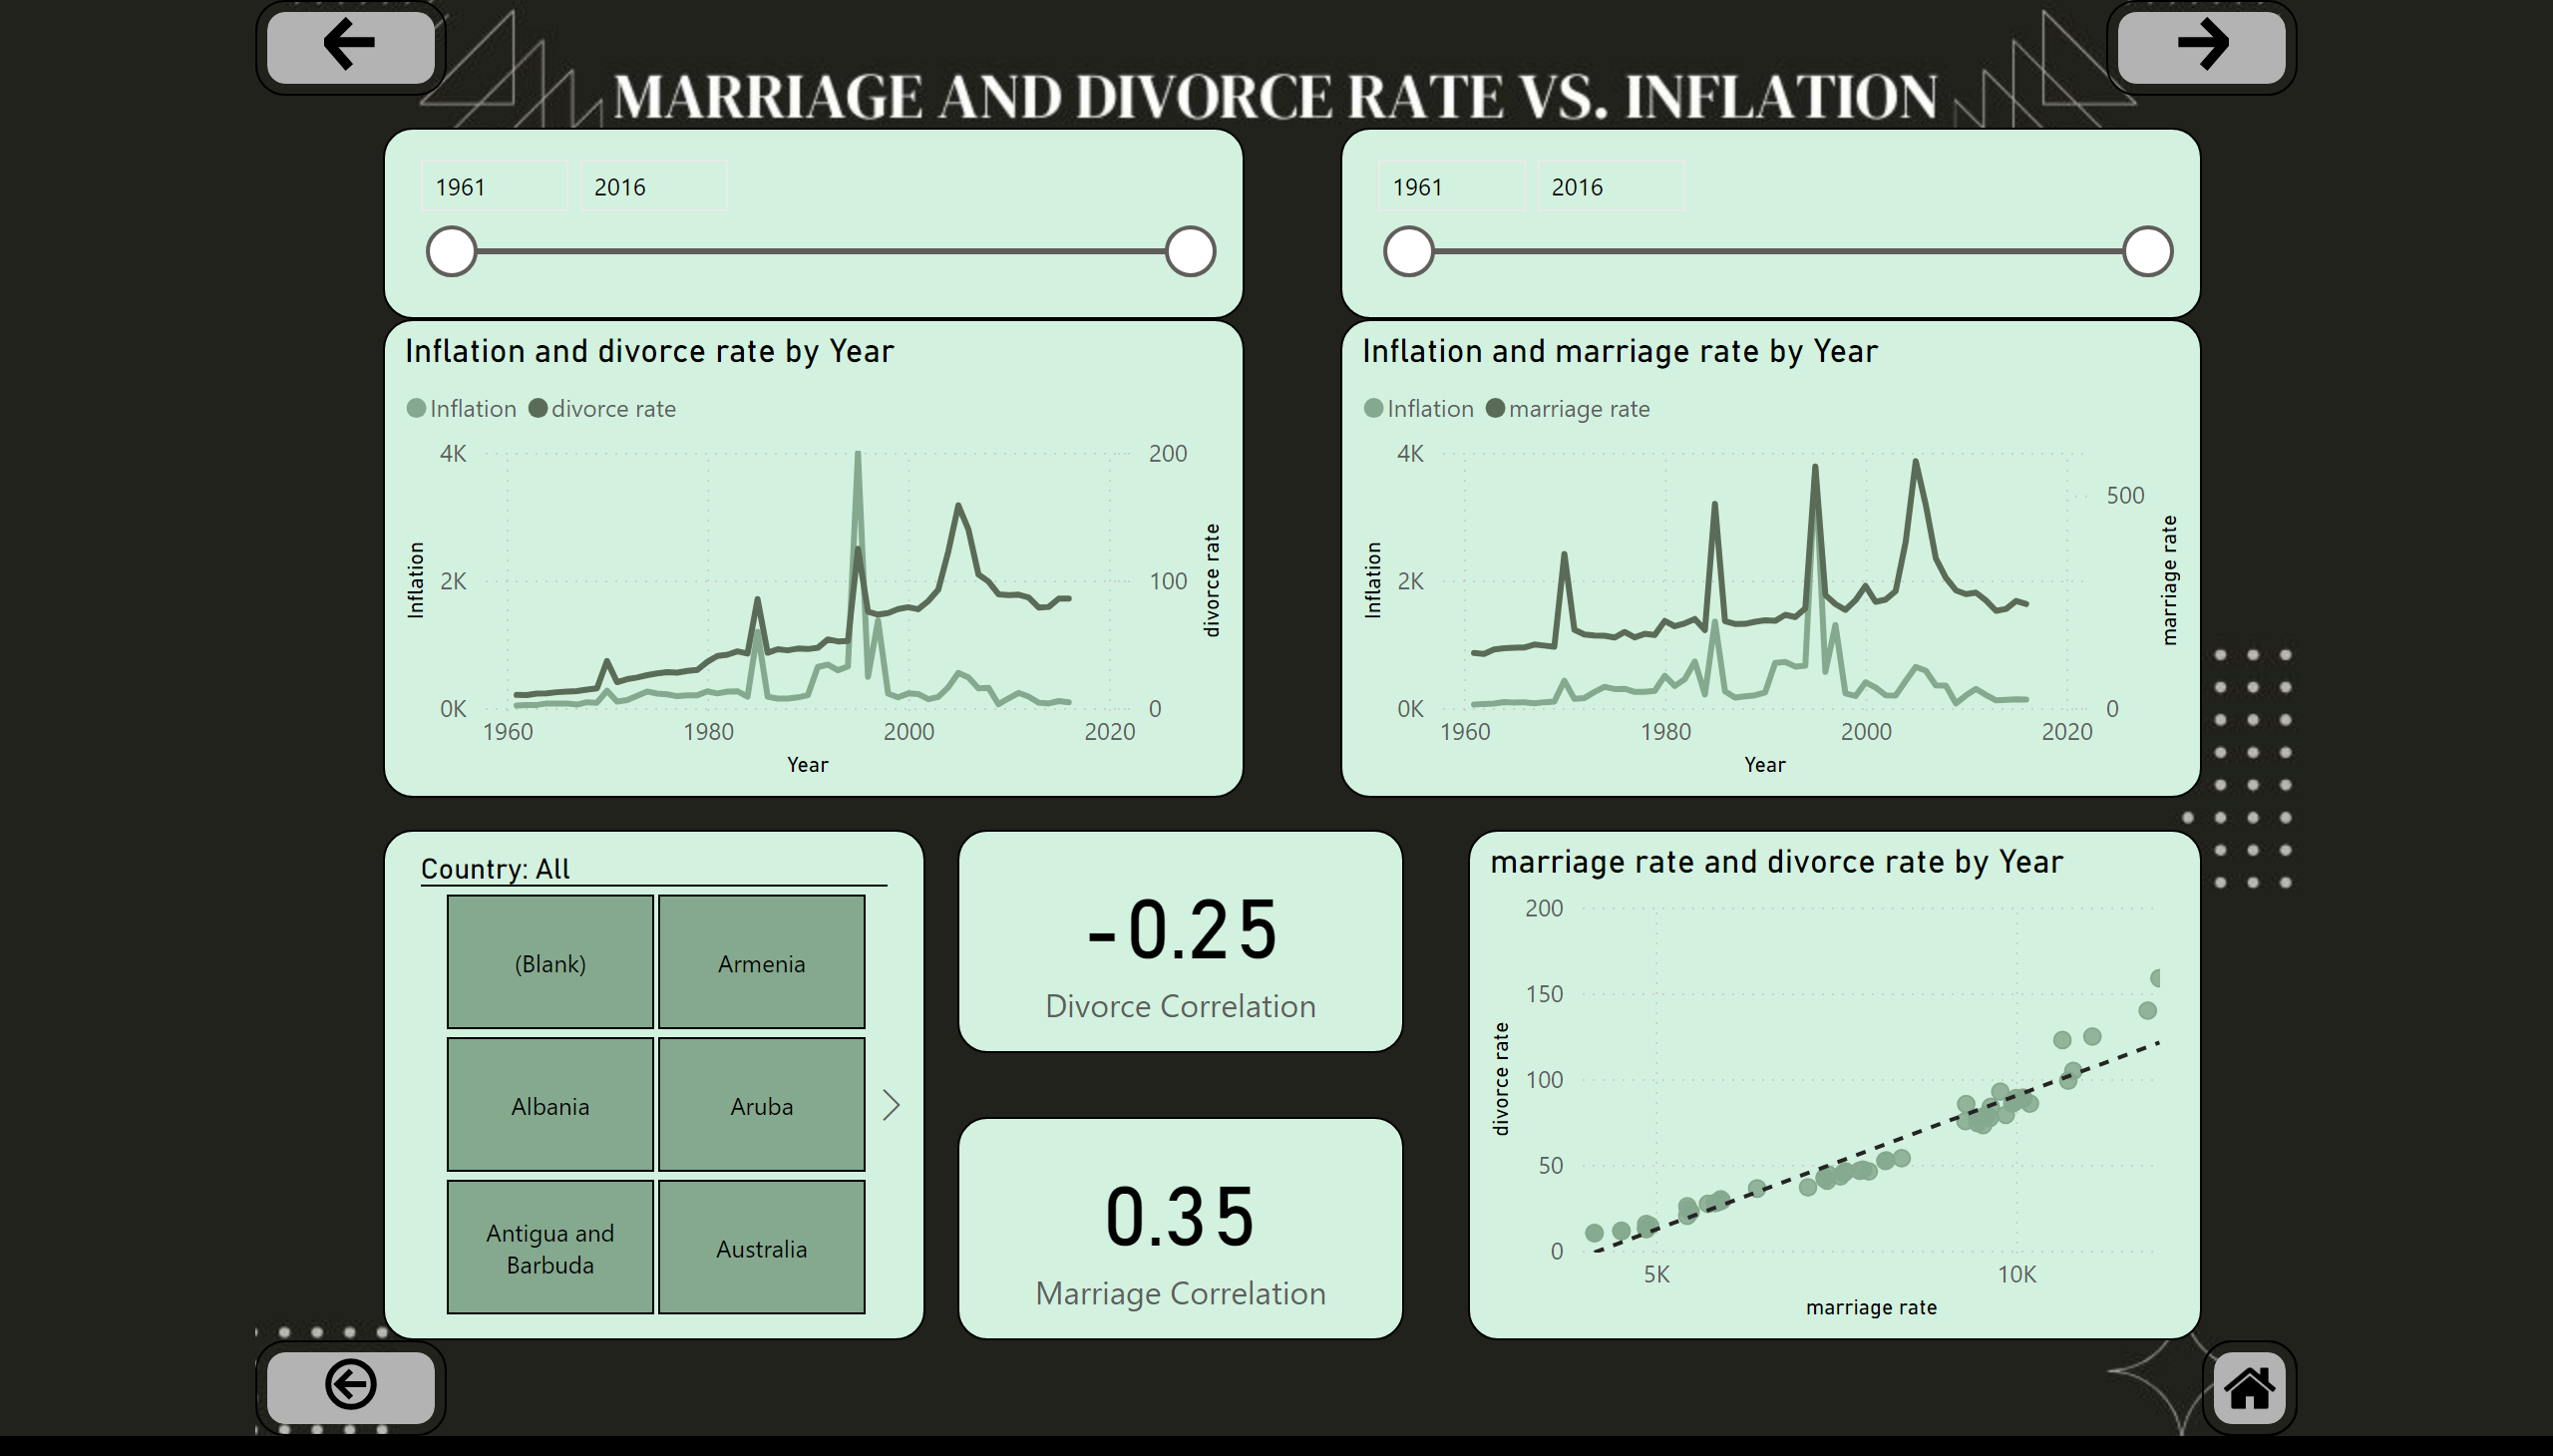 MARRIAGE AND DIVORCE RATE VS. INFLATION
1961 2016
1961 2016
Inflation and divorce rate by Year
Inflation divorce rate
4K
2K
0K
Inflation
200
100
0
divorce rate
1960 1980 2000 2020
Year
Inflation and marriage rate by Year
Inflation marriage rate
4K
2K
0K
Inflation
500
0
marriage rate
1960 1980 2000 2020
Year
Country: All
(Blank) Armenia
Albania Aruba
Antigua and
Barbuda
Australia
-0.25
Divorce Correlation
0.35
Marriage Correlation
marriage rate and divorce rate by Year
200
150
100
50
0
divorce rate
5K 10K
marriage rate